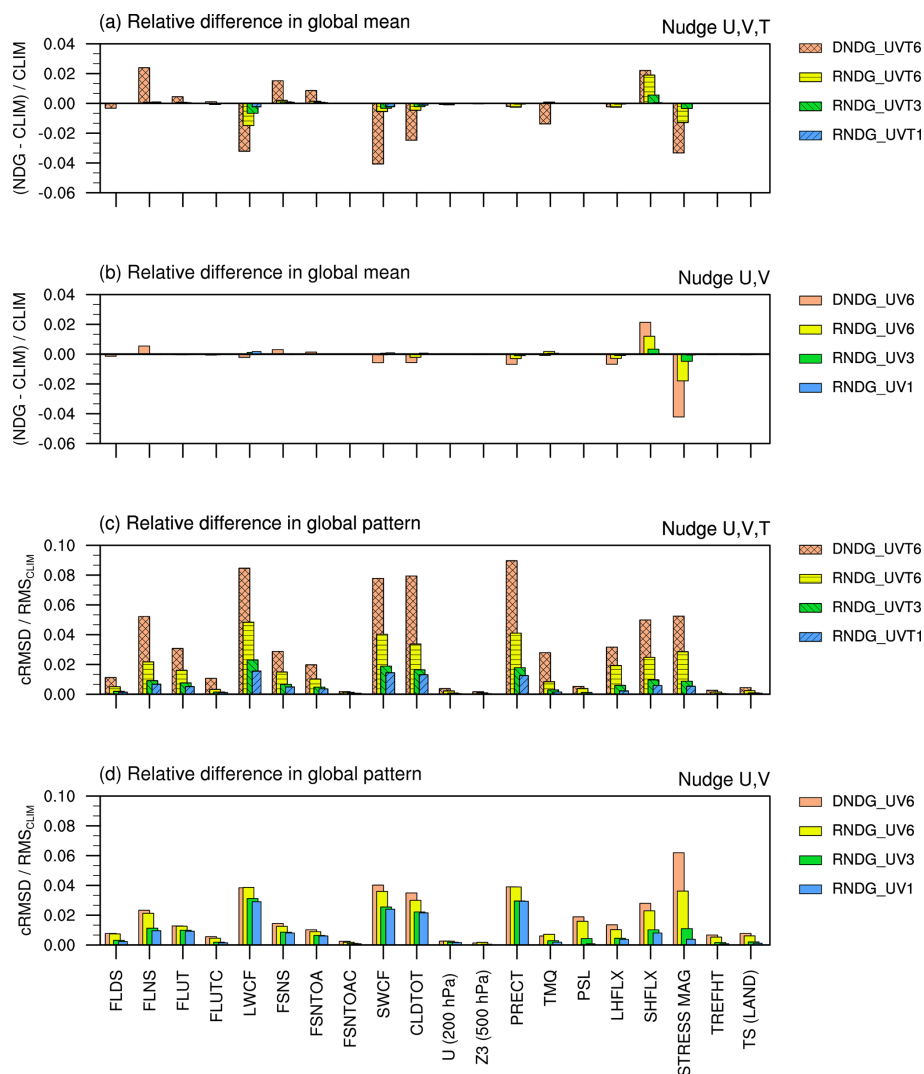 (a) Relative difference in global mean
Nudge U,V,T
(NDG - CLIM) / CLIM
0.04
0.02
0.00
-0.02
-0.04
-0.06
DNDG_UVT6
RNDG_UVT6
RNDG_UVT3
RNDG_UVT1
(b) Relative difference in global mean
Nudge U,V
(NDG - CLIM) / CLIM
0.04
0.02
0.00
-0.02
-0.04
-0.06
DNDG_UV6
RNDG_UV6
RNDG_UV3
RNDG_UV1
(c) Relative difference in global pattern
Nudge U,V,T
cRMSD / RMS_CLIM
0.10
0.08
0.06
0.04
0.02
0.00
DNDG_UVT6
RNDG_UVT6
RNDG_UVT3
RNDG_UVT1
(d) Relative difference in global pattern
Nudge U,V
cRMSD / RMS_CLIM
0.10
0.08
0.06
0.04
0.02
0.00
DNDG_UV6
RNDG_UV6
RNDG_UV3
RNDG_UV1
FLDS
FLNS
FLUT
FLUTC
LWCF
FSNS
FSNTOA
FSNTOAC
SWCF
CLDTOT
U (200 hPa)
Z3 (500 hPa)
PRECT
TMQ
PSL
LHFLX
SHFLX
STRESS MAG
TREFHT
TS (LAND)